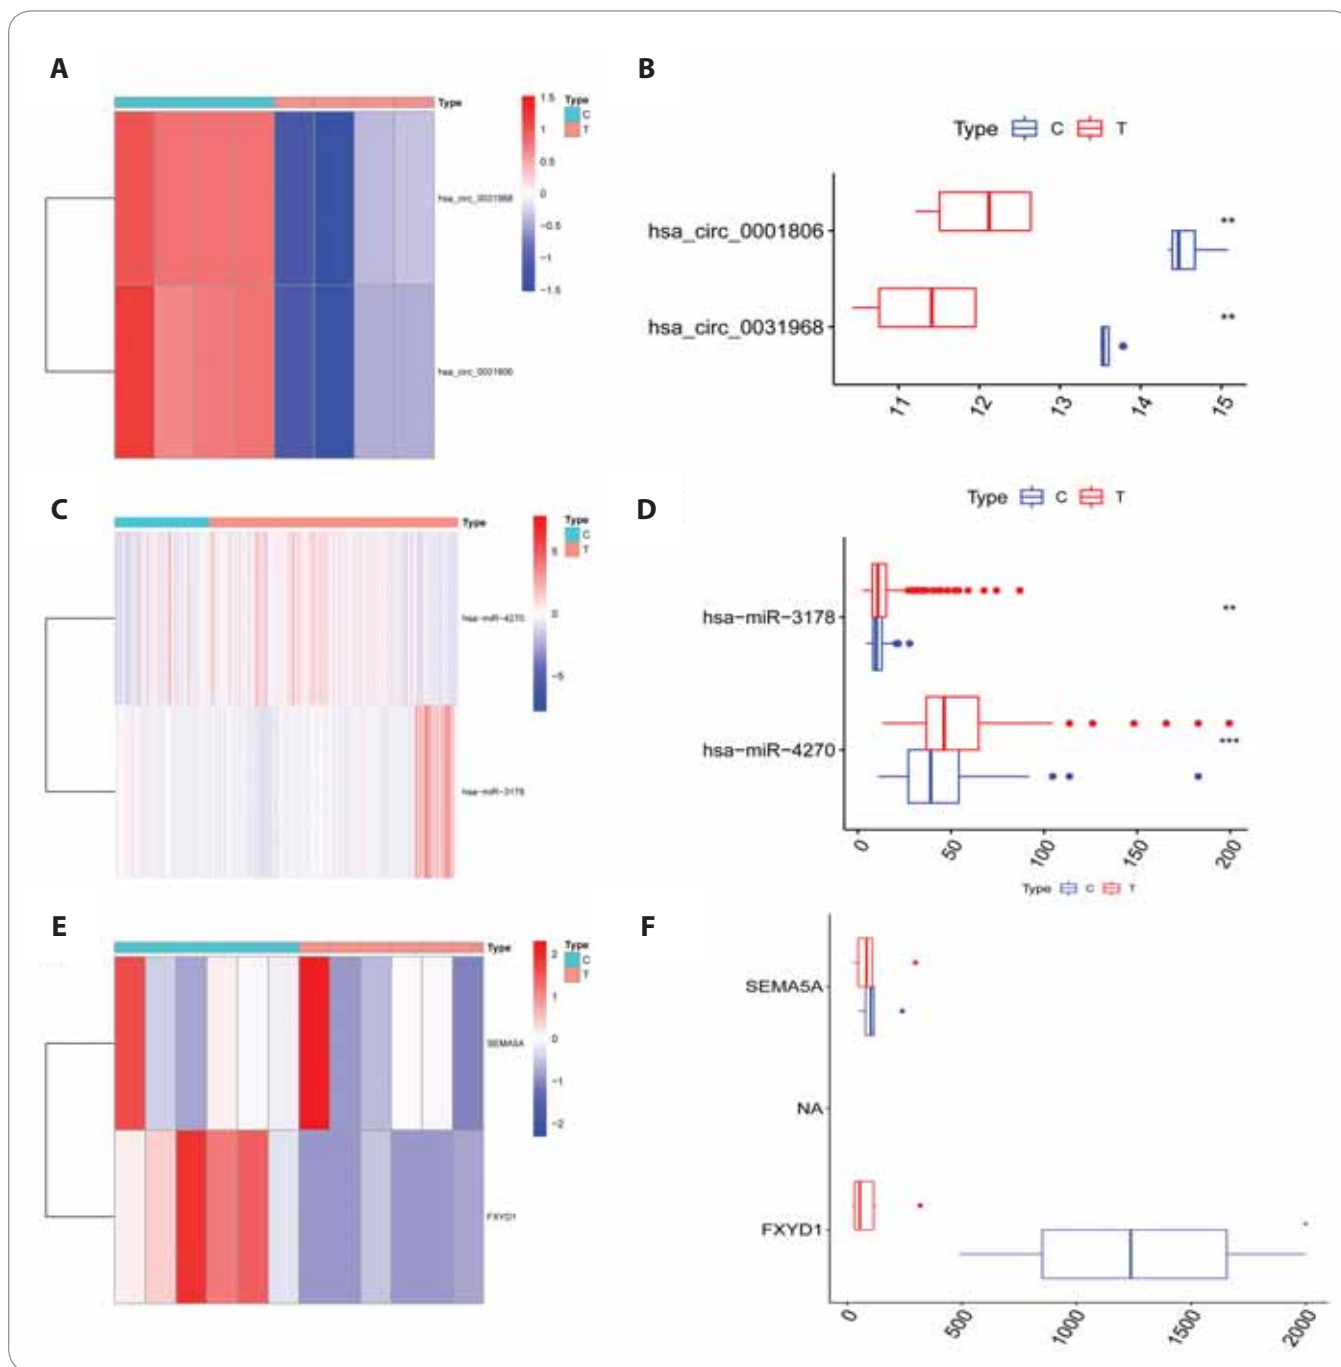 A
Type
1.5
1
0.5
0
−0.5
−1
−1.5
Type
C
T
hsa_circ_0031968
hsa_circ_0001806
B
Type C T
hsa_circ_0001806
**
hsa_circ_0031968
**
11 12 13 14 15
C
Type
5
0
−5
Type
C
T
hsa-miR-4270
hsa-miR-3178
D
Type C T
hsa−miR−3178
**
hsa−miR−4270
***
0 50 100 150 200
E
Type
2
1
0
−1
−2
Type
C
T
SEMA5A
FXYD1
F
Type C T
SEMA5A
NA
FXYD1
*
0 500 1000 1500 2000